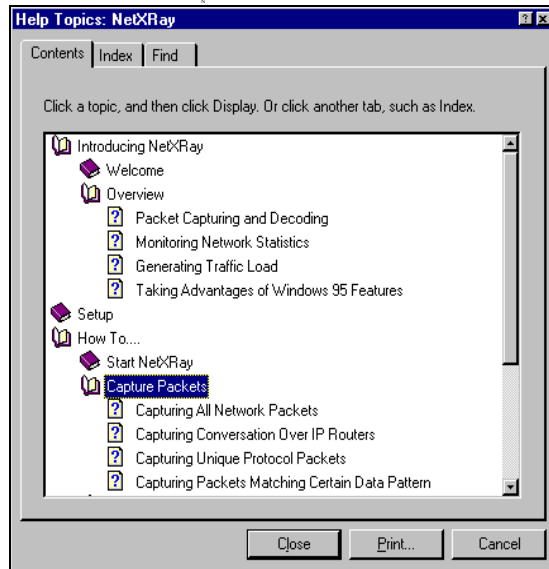 Help Topics: NetXRay
Contents Index Find
Click a topic, and then click Display. Or click another tab, such as Index.
Introducing NetXRay
Welcome
Overview
? Packet Capturing and Decoding
? Monitoring Network Statistics
? Generating Traffic Load
? Taking Advantages of Windows 95 Features
Setup
How To....
Start NetXRay
Capture Packets
? Capturing All Network Packets
? Capturing Conversation Over IP Routers
? Capturing Unique Protocol Packets
? Capturing Packets Matching Certain Data Pattern
Close Print... Cancel